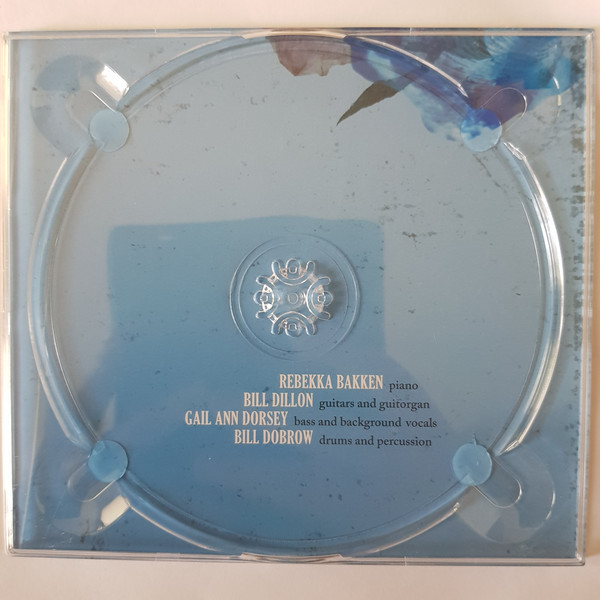 REBEKKA BAKKEN piano
BILL DILLON guitars and guitorgan
GAIL ANN DORSEY bass and background vocals
BILL DOBROW drums and percussion